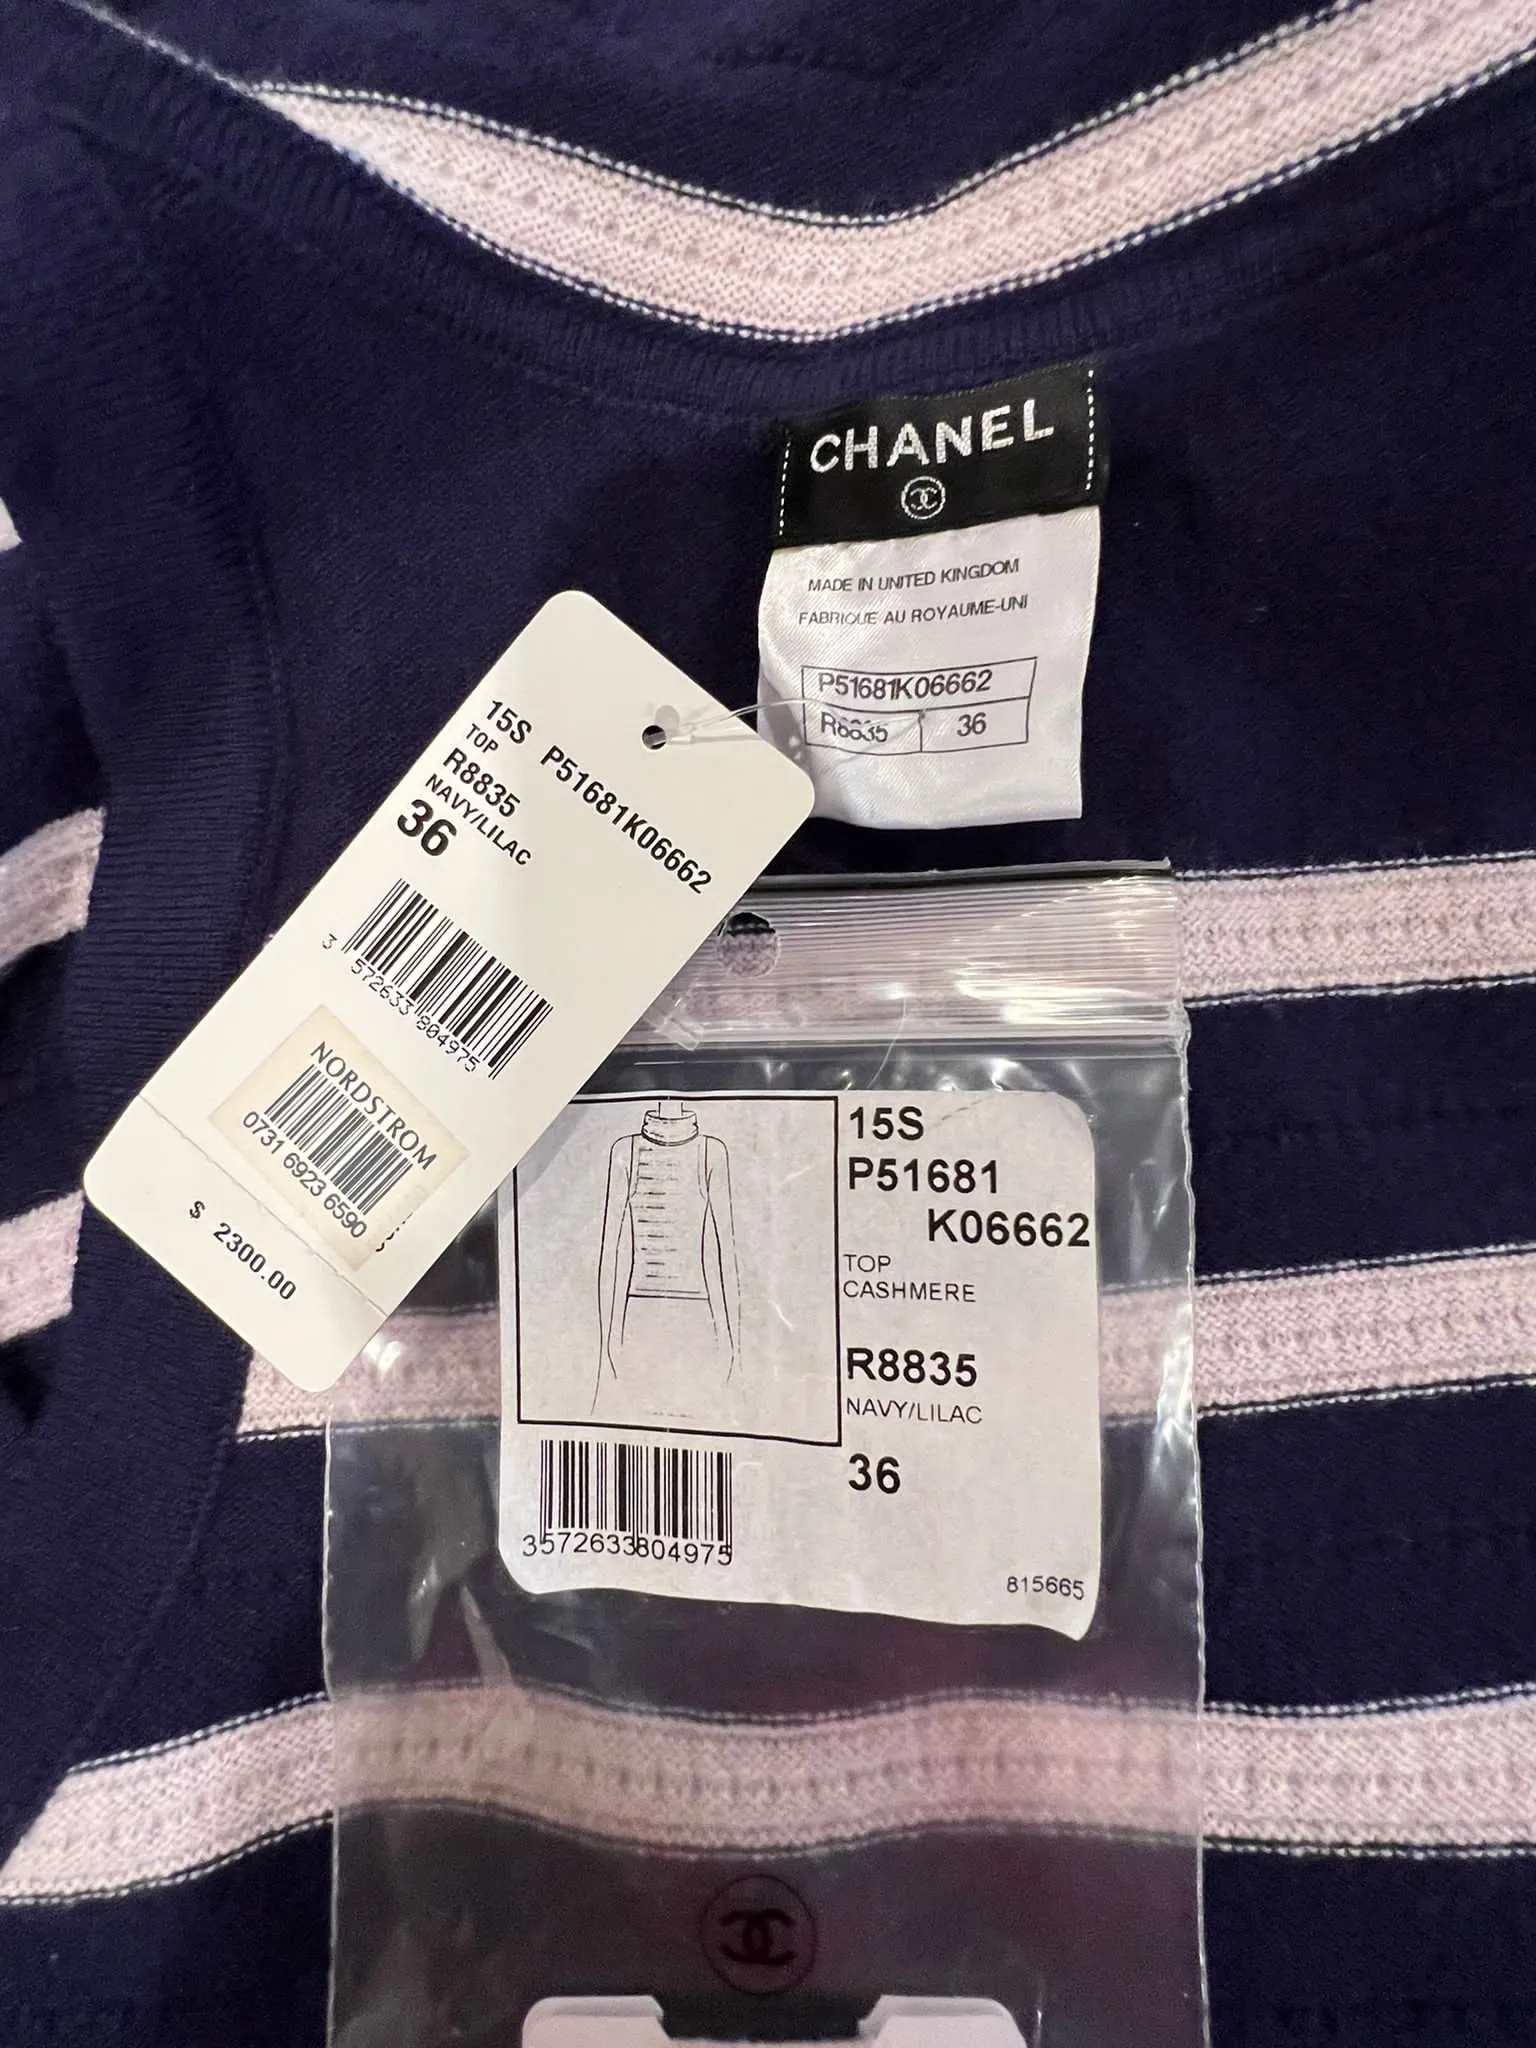 CHANEL
MADE IN UNITED KINGDOM
FABRIQUE AU ROYAUME-UNI
P51681K06662
R8835 36
15S P51681K06662
TOP
R8835
NAVY/LILAC
36
3 572633 804975
NORDSTROM
0731 6923 6590
$ 2300.00
15S
P51681
K06662
TOP
CASHMERE
R8835
NAVY/LILAC
36
3572633804975
815665